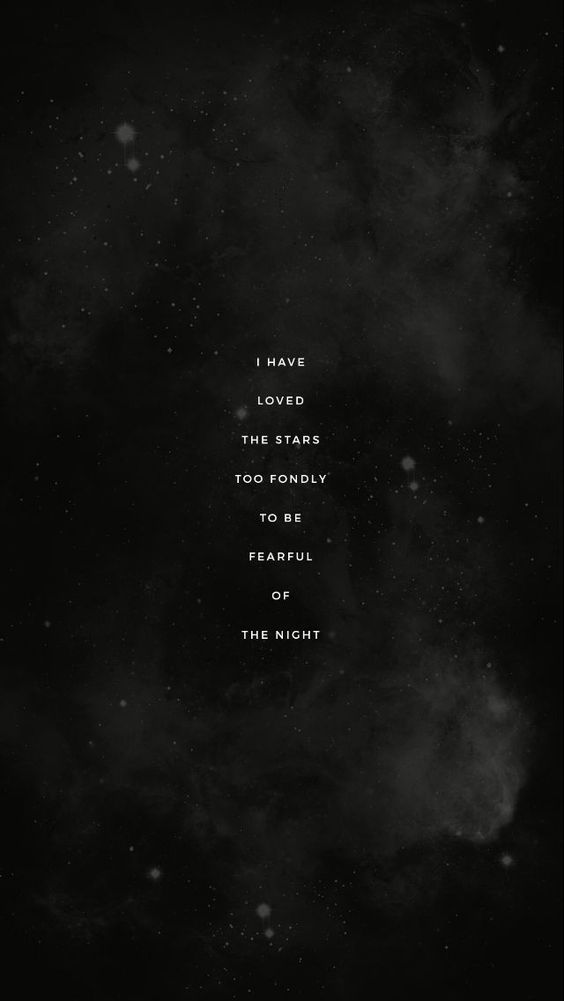 I HAVE
LOVED
THE STARS
TOO FONDLY
TO BE
FEARFUL
OF
THE NIGHT